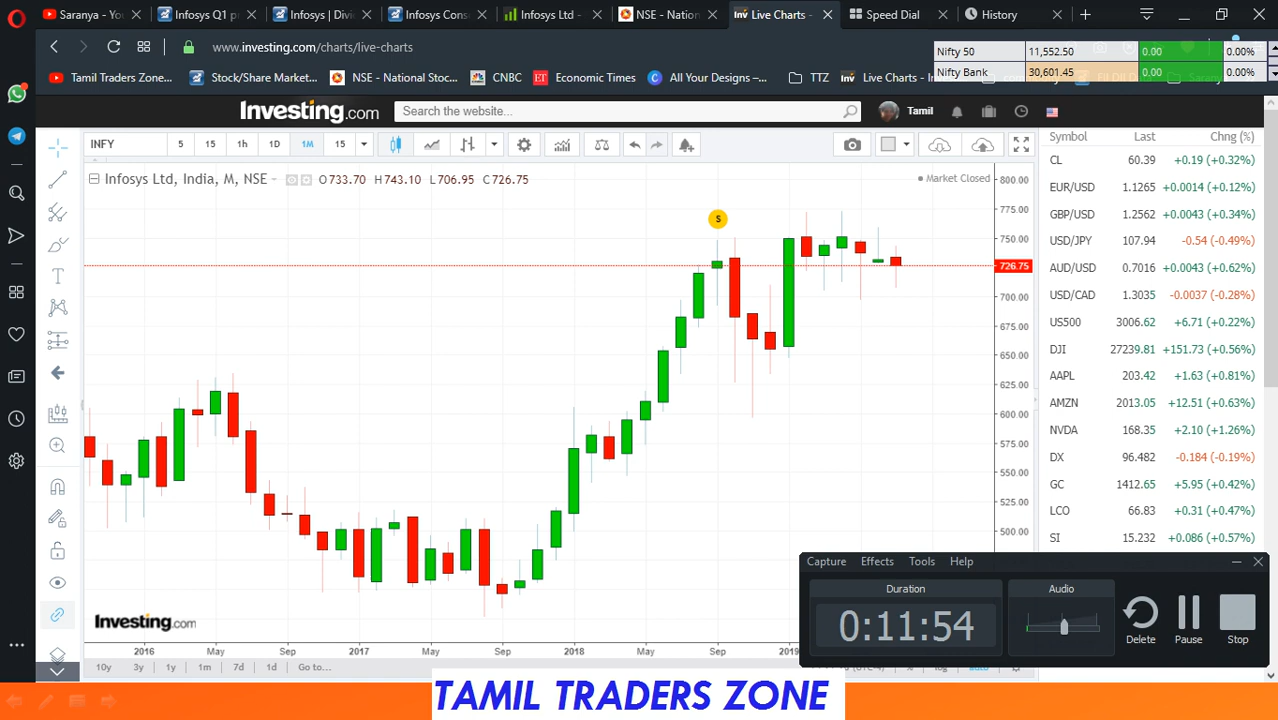 Saranya -
Infosys Q1 p
Infosys | Divi
Infosys Cons
Infosys Ltd -
NSE - Nation
Live Charts -
Speed Dial
History
www.investing.com/charts/live-charts
Nifty 50 11,552.50 0.00 0.00%
Nifty Bank 30,601.45 0.00 0.00%
Tamil Traders Zone...
Stock/Share Market...
NSE - National Stoc...
CNBC
ET Economic Times
All Your Designs –...
TTZ
Inv Live Charts - In
Investing.com
Search the website...
Tamil
INFY 5 15 1h 1D 1M 15
Symbol Last Chng (%)
Infosys Ltd, India, M, NSE O733.70 H743.10 L706.95 C726.75
Market Closed
S
800.00
775.00
750.00
726.75
700.00
675.00
650.00
625.00
600.00
575.00
550.00
525.00
500.00
CL 60.39 +0.19 (+0.32%)
EUR/USD 1.1265 +0.0014 (+0.12%)
GBP/USD 1.2562 +0.0043 (+0.34%)
USD/JPY 107.94 -0.54 (-0.49%)
AUD/USD 0.7016 +0.0043 (+0.62%)
USD/CAD 1.3035 -0.0037 (-0.28%)
US500 3006.62 +6.71 (+0.22%)
DJI 27239.81 +151.73 (+0.56%)
AAPL 203.42 +1.63 (+0.81%)
AMZN 2013.05 +12.51 (+0.63%)
NVDA 168.35 +2.10 (+1.26%)
DX 96.482 -0.184 (-0.19%)
GC 1412.65 +5.95 (+0.42%)
LCO 66.83 +0.31 (+0.47%)
SI 15.232 +0.086 (+0.57%)
Investing.com
2016 May Sep 2017 May Sep 2018 May Sep 2019
10y 3y 1y 1m 7d 1d Go to...
Capture Effects Tools Help
Duration
0:11:54
Audio
Delete
Pause
Stop
TAMIL TRADERS ZONE